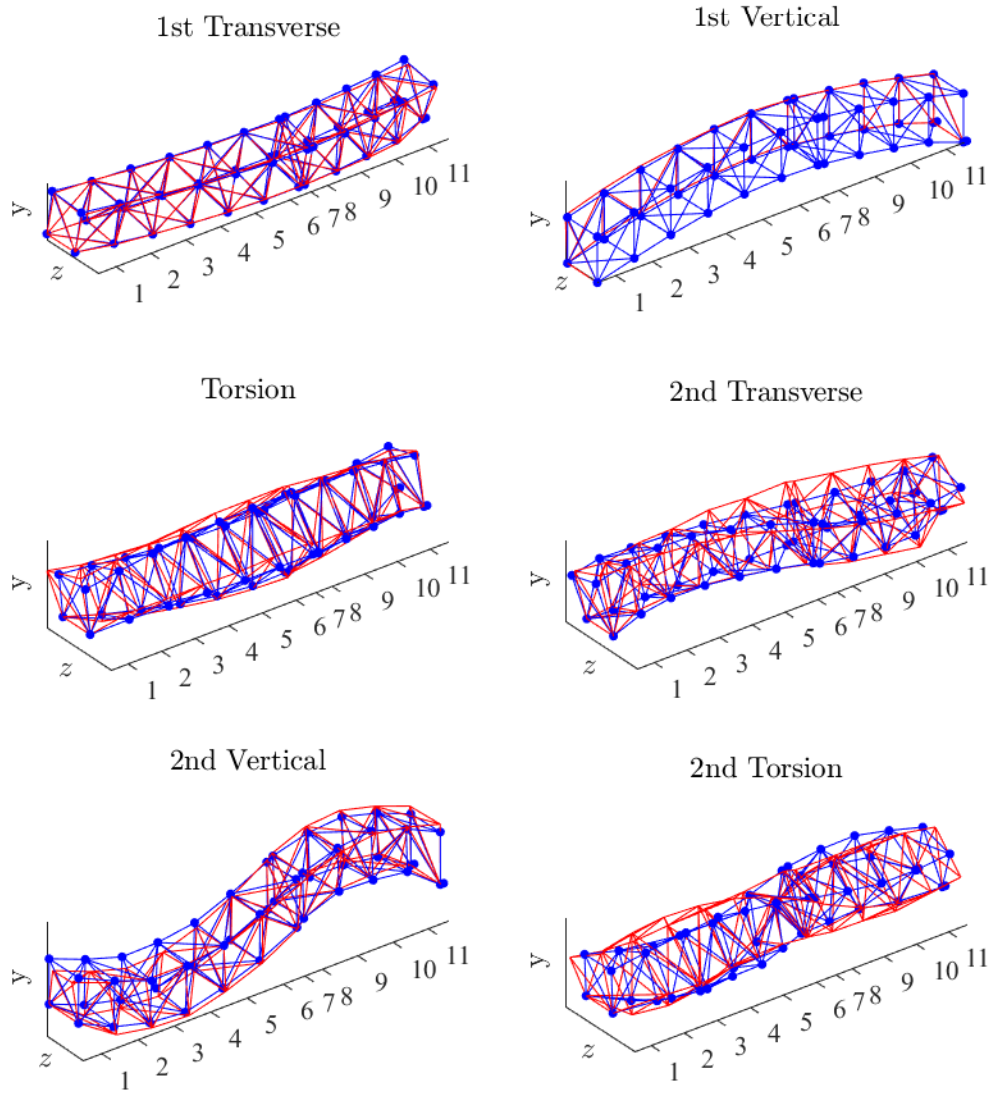 1st Transverse
y
z
1 2 3 4 5 6 7 8 9 10 11
1st Vertical
y
z
1 2 3 4 5 6 7 8 9 10 11
Torsion
y
z
1 2 3 4 5 6 7 8 9 10 11
2nd Transverse
y
z
1 2 3 4 5 6 7 8 9 10 11
2nd Vertical
y
z
1 2 3 4 5 6 7 8 9 10 11
2nd Torsion
y
z
1 2 3 4 5 6 7 8 9 10 11